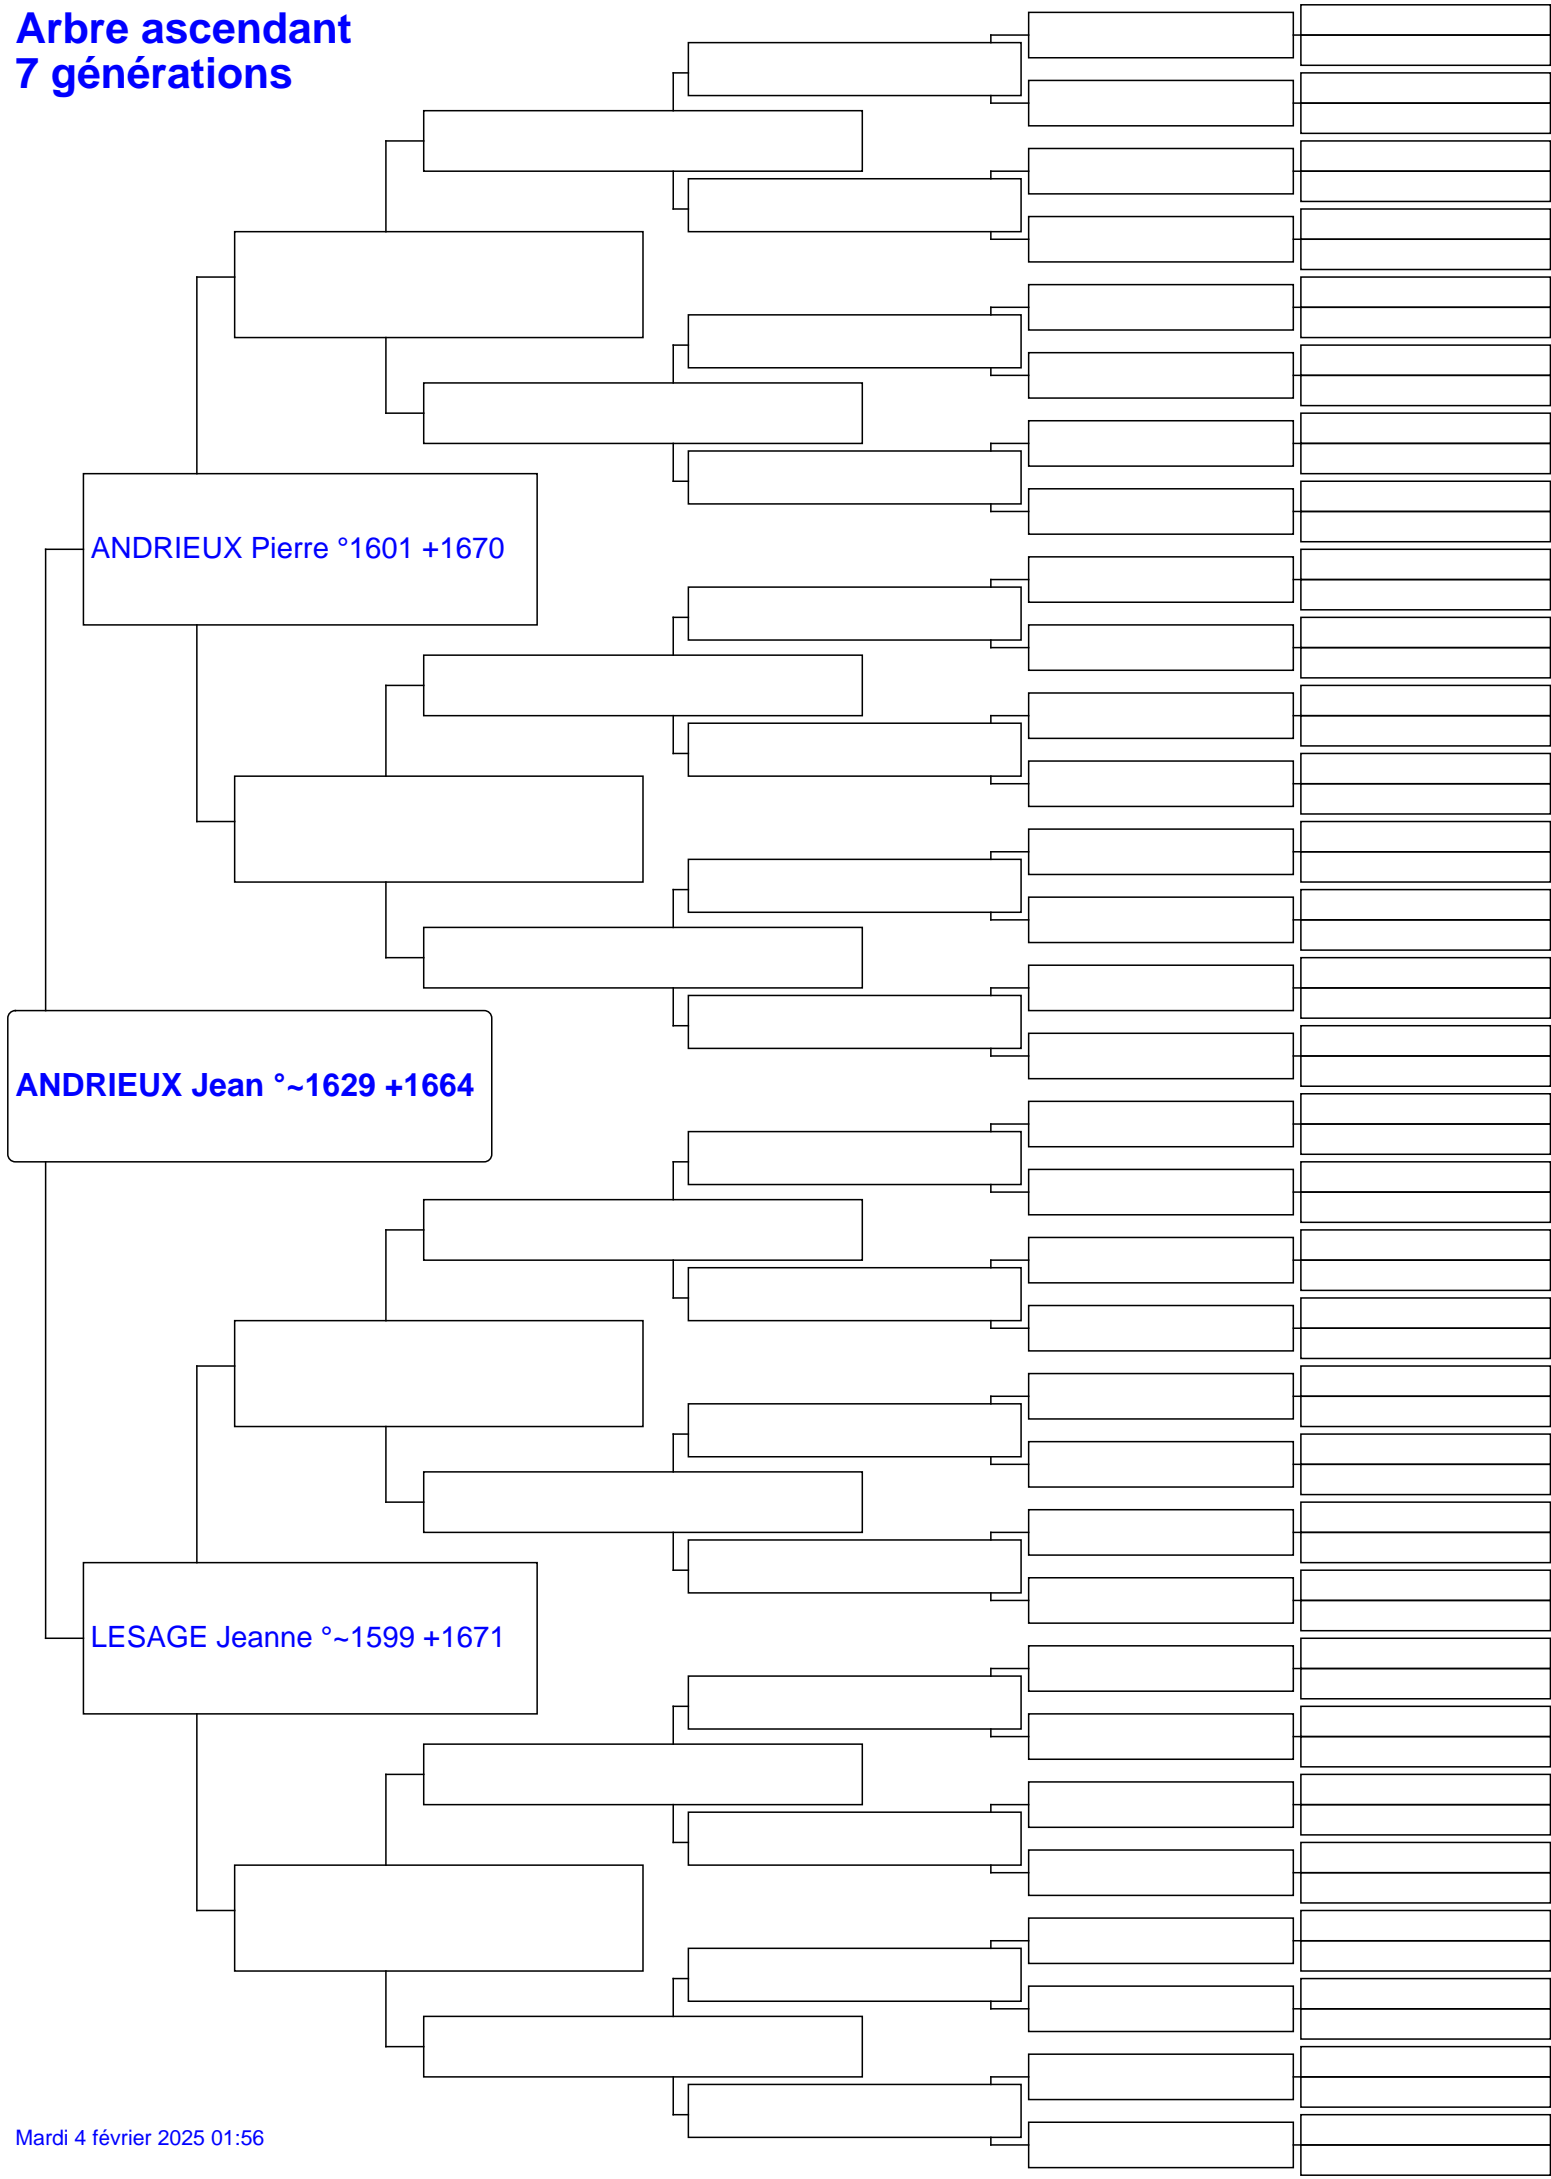 Arbre ascendant
7 générations
ANDRIEUX Pierre °1601 +1670
ANDRIEUX Jean °~1629 +1664
LESAGE Jeanne °~1599 +1671
Mardi 4 février 2025 01:56